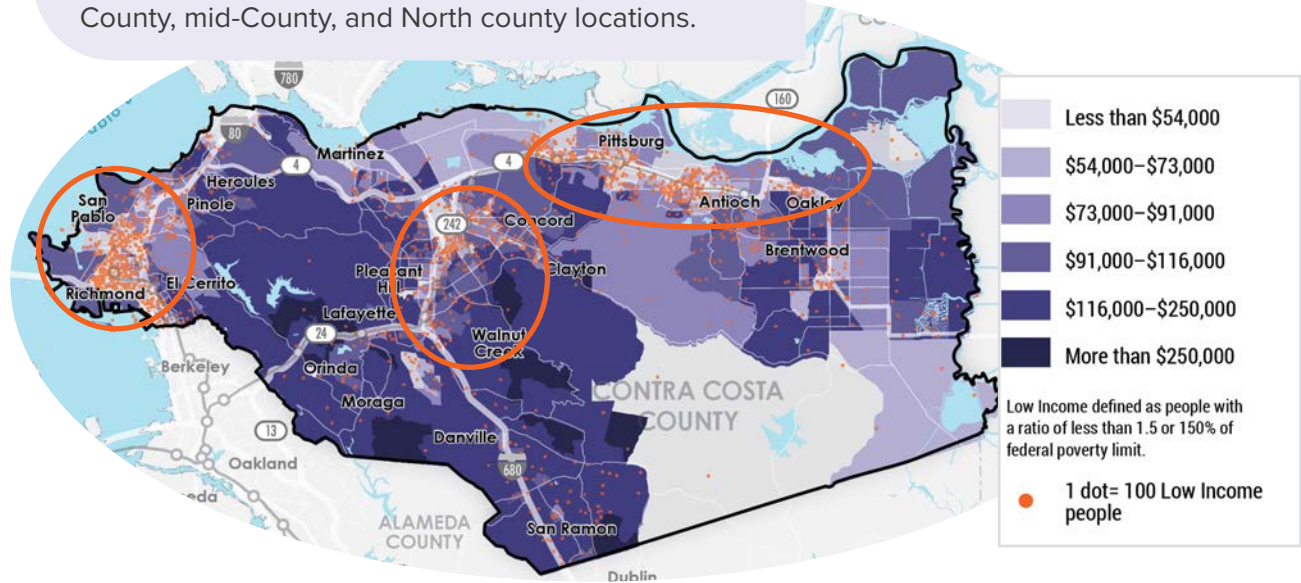 County, mid-County, and North county locations.
780
160
80
4
Martinez
4
Pittsburg
Hercules
San
Pablo
Pinole
242
Concord
Antioch
Oakley
Brentwood
Pleasant
Hill
Clayton
El Cerrito
Richmond
Lafayette
24
Walnut
Creek
Berkeley
Orinda
CONTRA COSTA
COUNTY
Moraga
13
Danville
Oakland
680
ALAMEDA
COUNTY
San Ramon
Dublin
Less than $54,000
$54,000–$73,000
$73,000–$91,000
$91,000–$116,000
$116,000–$250,000
More than $250,000
Low Income defined as people with
a ratio of less than 1.5 or 150% of
federal poverty limit.
1 dot= 100 Low Income
people